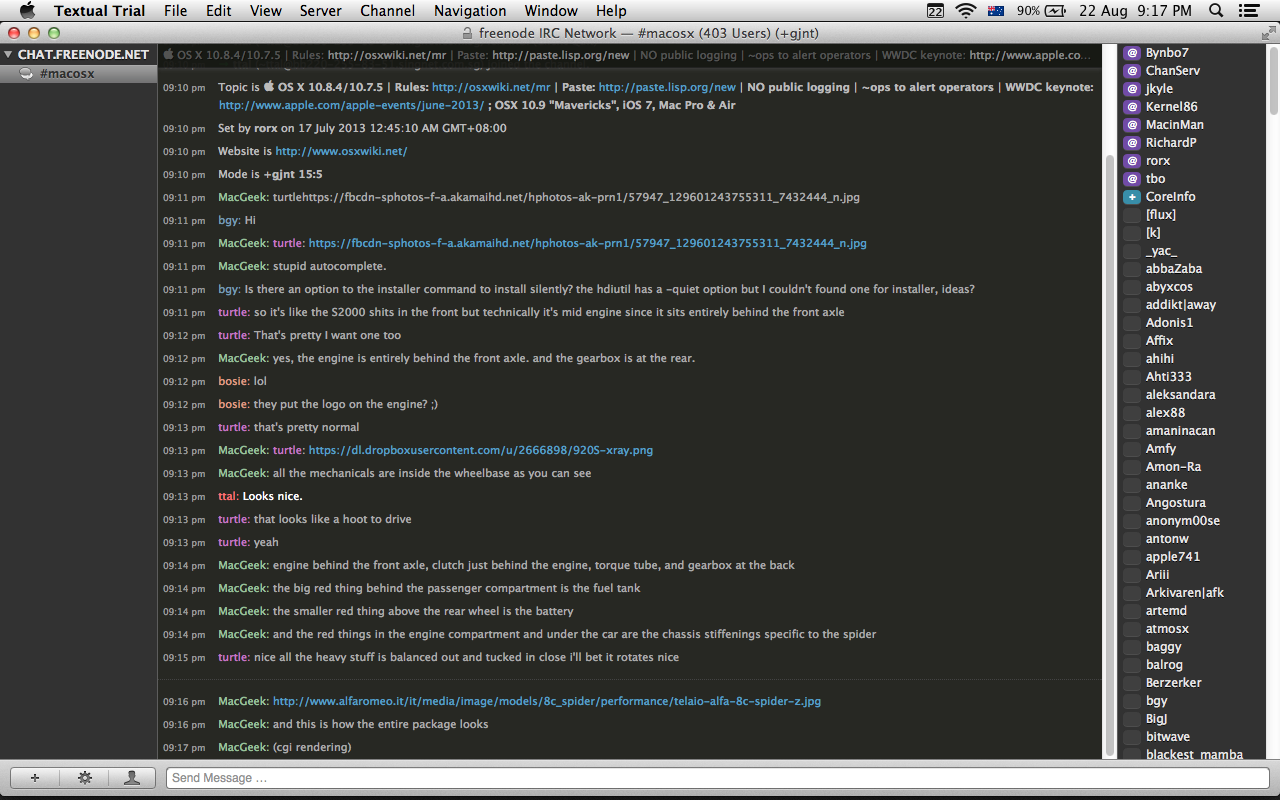 Textual Trial File Edit View Server Channel Navigation Window Help 22 90% 22 Aug 9:17 PM
freenode IRC Network — #macosx (403 Users) (+gjnt)
CHAT.FREENODE.NET
#macosx
OS X 10.8.4/10.7.5 | Rules: http://osxwiki.net/mr | Paste: http://paste.lisp.org/new | NO public logging | ~ops to alert operators | WWDC keynote: http://www.apple.co...
09:10 pm Topic is OS X 10.8.4/10.7.5 | Rules: http://osxwiki.net/mr | Paste: http://paste.lisp.org/new | NO public logging | ~ops to alert operators | WWDC keynote:
http://www.apple.com/apple-events/june-2013/ ; OSX 10.9 "Mavericks", iOS 7, Mac Pro & Air
09:10 pm Set by rorx on 17 July 2013 12:45:10 AM GMT+08:00
09:10 pm Website is http://www.osxwiki.net/
09:10 pm Mode is +gjnt 15:5
09:11 pm MacGeek: turtlehttps://fbcdn-sphotos-f-a.akamaihd.net/hphotos-ak-prn1/57947_129601243755311_7432444_n.jpg
09:11 pm bgy: Hi
09:11 pm MacGeek: turtle: https://fbcdn-sphotos-f-a.akamaihd.net/hphotos-ak-prn1/57947_129601243755311_7432444_n.jpg
09:11 pm MacGeek: stupid autocomplete.
09:11 pm bgy: Is there an option to the installer command to install silently? the hdiutil has a -quiet option but I couldn't found one for installer, ideas?
09:11 pm turtle: so it's like the S2000 shits in the front but technically it's mid engine since it sits entirely behind the front axle
09:12 pm turtle: That's pretty I want one too
09:12 pm MacGeek: yes, the engine is entirely behind the front axle. and the gearbox is at the rear.
09:12 pm bosie: lol
09:12 pm bosie: they put the logo on the engine? ;)
09:13 pm turtle: that's pretty normal
09:13 pm MacGeek: turtle: https://dl.dropboxusercontent.com/u/2666898/920S-xray.png
09:13 pm MacGeek: all the mechanicals are inside the wheelbase as you can see
09:13 pm ttal: Looks nice.
09:13 pm turtle: that looks like a hoot to drive
09:13 pm turtle: yeah
09:14 pm MacGeek: engine behind the front axle, clutch just behind the engine, torque tube, and gearbox at the back
09:14 pm MacGeek: the big red thing behind the passenger compartment is the fuel tank
09:14 pm MacGeek: the smaller red thing above the rear wheel is the battery
09:14 pm MacGeek: and the red things in the engine compartment and under the car are the chassis stiffenings specific to the spider
09:15 pm turtle: nice all the heavy stuff is balanced out and tucked in close i'll bet it rotates nice
09:16 pm MacGeek: http://www.alfaromeo.it/it/media/image/models/8c_spider/performance/telaio-alfa-8c-spider-z.jpg
09:16 pm MacGeek: and this is how the entire package looks
09:17 pm MacGeek: (cgi rendering)
Send Message ...
@ Bynbo7
@ ChanServ
@ jkyle
@ Kernel86
@ MacinMan
@ RichardP
@ rorx
@ tbo
+ CoreInfo
[flux]
[k]
_yac_
abbaZaba
abyxcos
addikt|away
Adonis1
Affix
ahihi
Ahti333
aleksandara
alex88
amaninacan
Amfy
Amon-Ra
ananke
Angostura
anonym00se
antonw
apple741
Ariii
Arkivaren|afk
artemd
atmosx
baggy
balrog
Berzerker
bgy
BigJ
bitwave
blackest_mamba